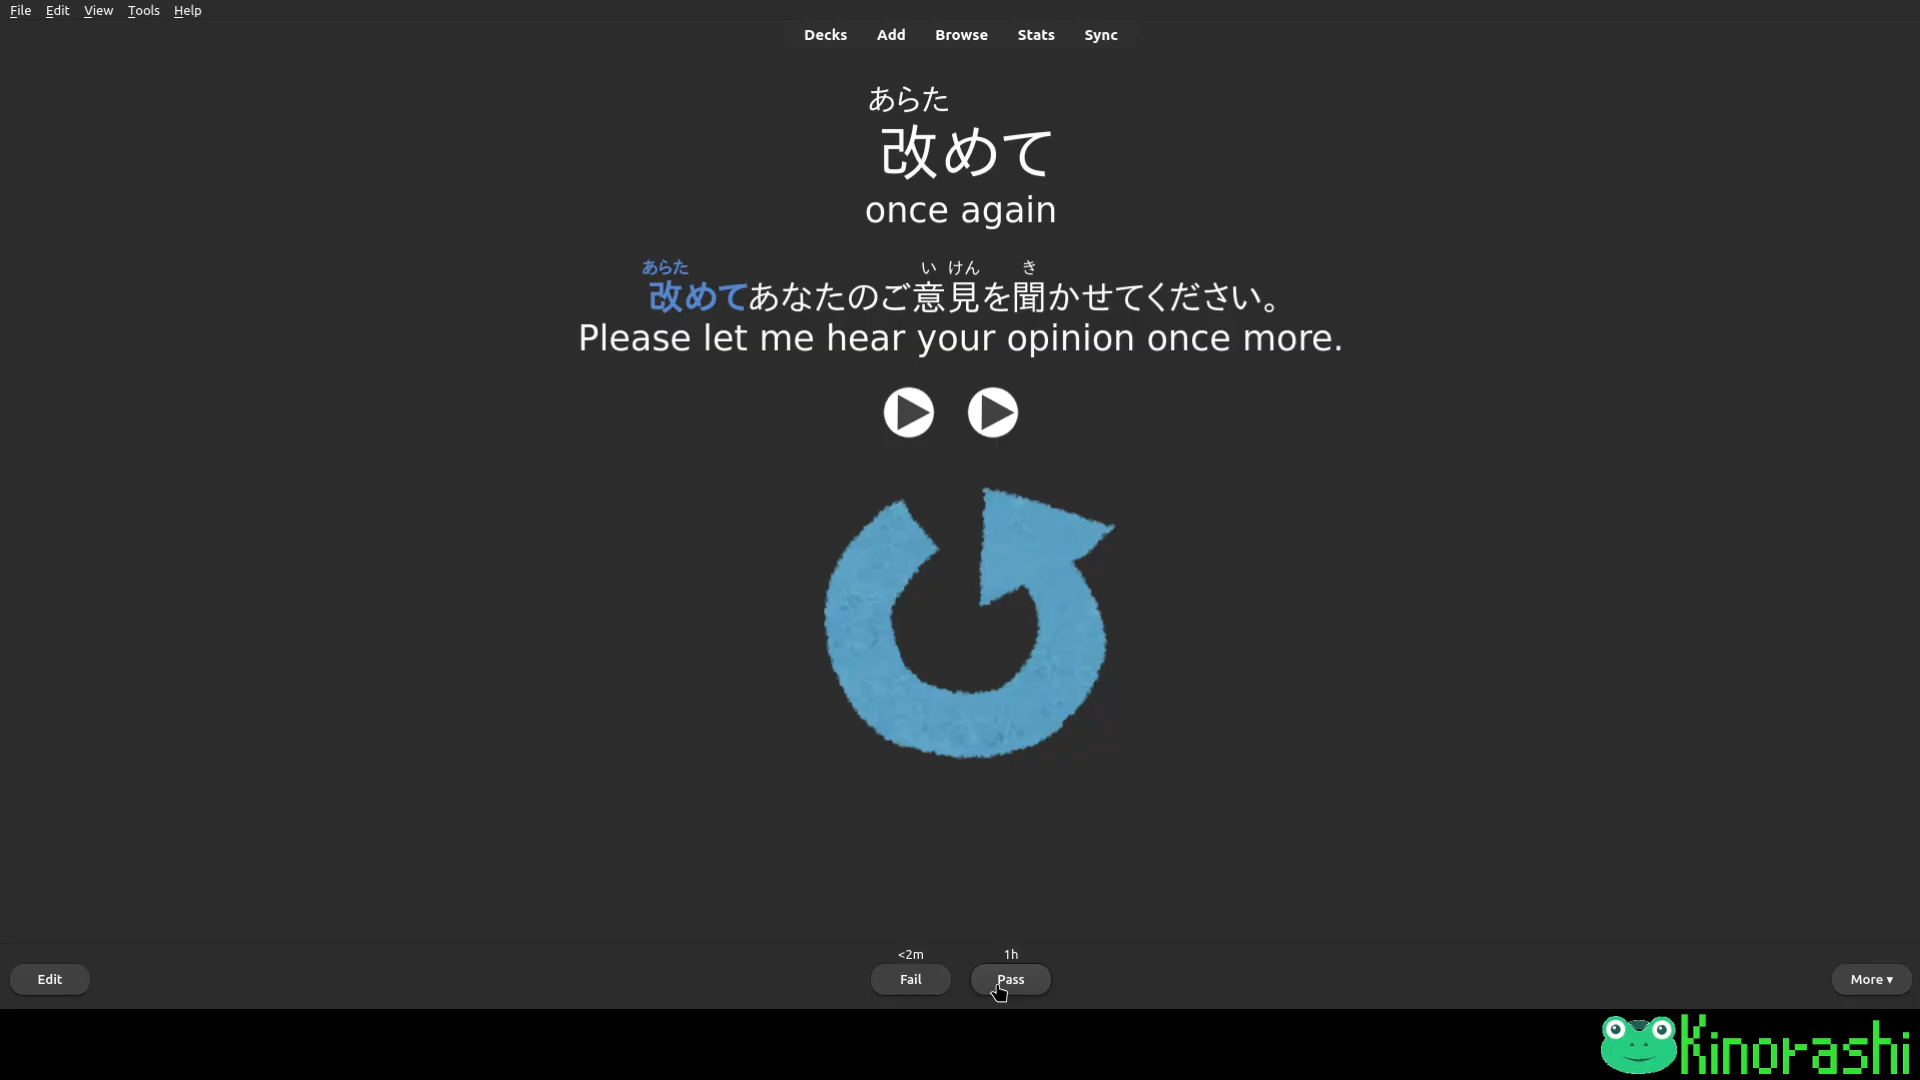 File Edit View Tools Help
Decks Add Browse Stats Sync
あらた
改めて
once again
あらた い けん き
改めてあなたのご意見を聞かせてください。
Please let me hear your opinion once more.
<2m 1h
Edit Fail Pass More ▾
Kinorashi